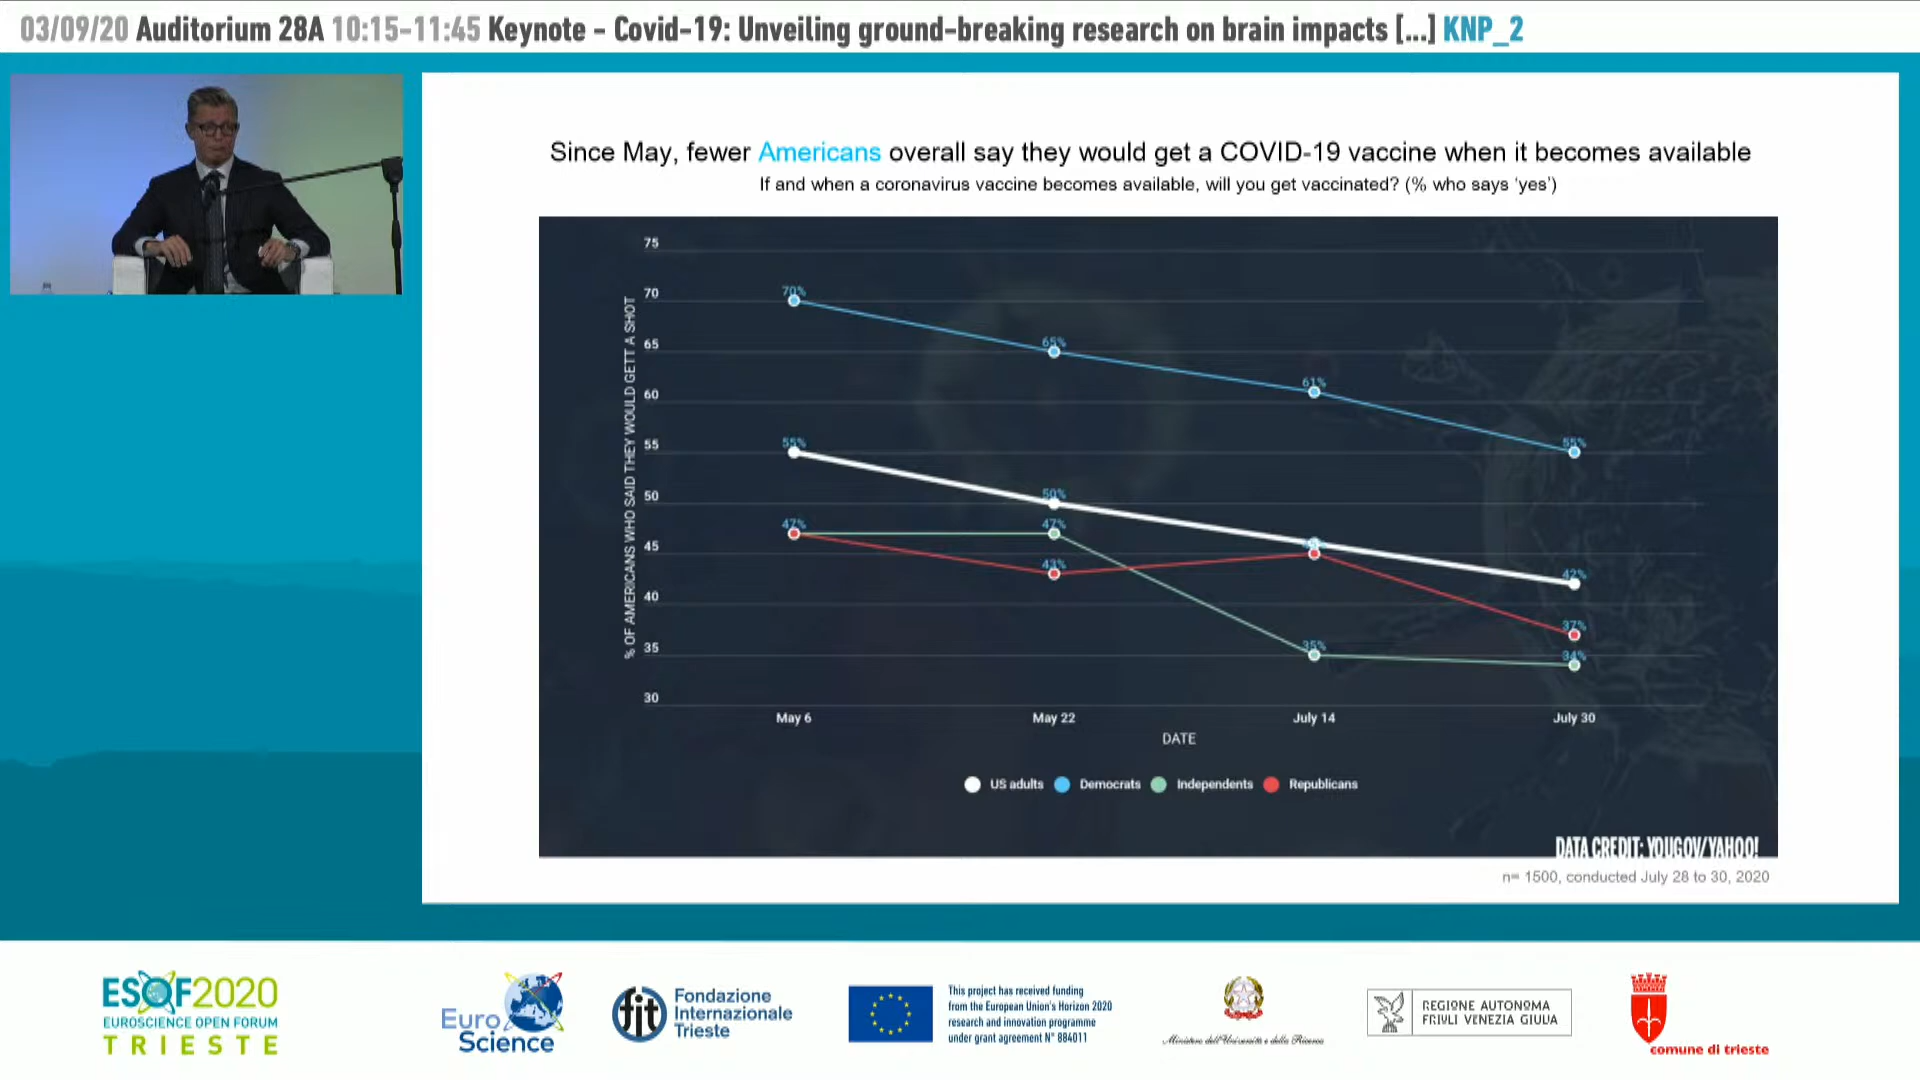 03/09/20 Auditorium 28A 10:15-11:45 Keynote - Covid-19: Unveiling ground-breaking research on brain impacts [...] KNP_2
Since May, fewer Americans overall say they would get a COVID-19 vaccine when it becomes available
If and when a coronavirus vaccine becomes available, will you get vaccinated? (% who says 'yes')
% OF AMERICANS WHO SAID THEY WOULD GETT A SHOT
75
70
65
60
55
50
45
40
35
30
70%
65%
61%
55%
55%
50%
42%
47%
47%
43%
35%
37%
34%
May 6
May 22
July 14
July 30
DATE
US adults
Democrats
Independents
Republicans
DATA CREDIT: YOUGOV/YAHOO!
n= 1500, conducted July 28 to 30, 2020
ESOF2020
EUROSCIENCE OPEN FORUM
TRIESTE
Euro
Science
fit
Fondazione
Internazionale
Trieste
This project has received funding
from the European Union's Horizon 2020
research and innovation programme
under grant agreement N° 884011
Ministero dell'Università e della Ricerca
REGIONE AUTONOMA
FRIULI VENEZIA GIULIA
comune di trieste